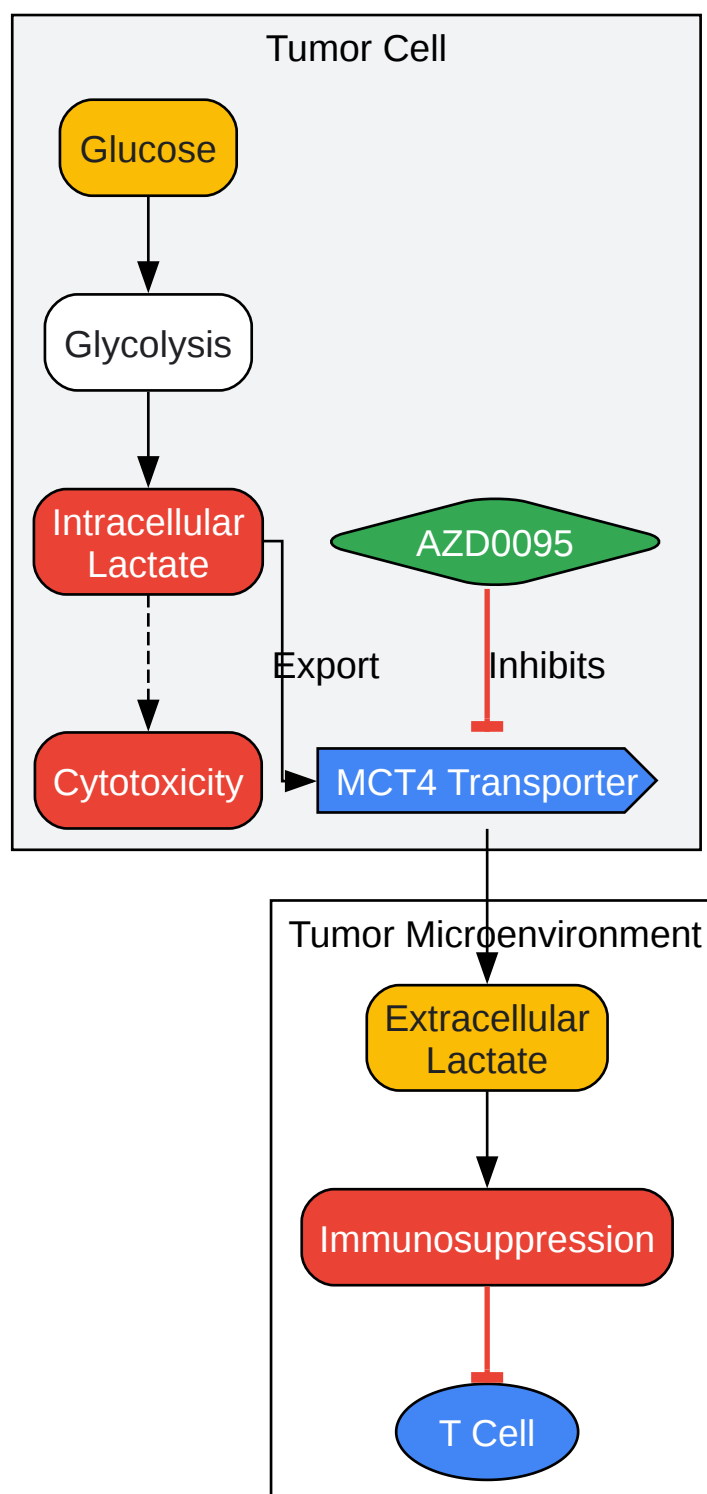 Tumor Cell
Glucose
Glycolysis
Intracellular
Lactate
AZD0095
Export
Inhibits
Cytotoxicity
MCT4 Transporter
Tumor Microenvironment
Extracellular
Lactate
Immunosuppression
T Cell